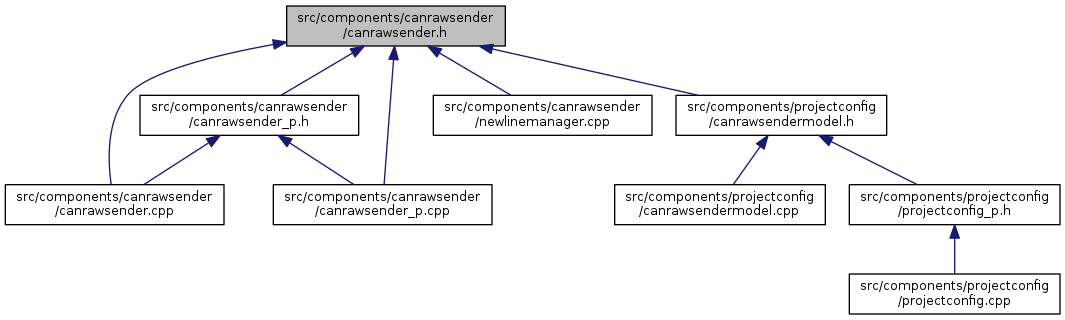 src/components/canrawsender
/canrawsender.h
src/components/canrawsender
/canrawsender_p.h
src/components/canrawsender
/newlinemanager.cpp
src/components/projectconfig
/canrawsendermodel.h
src/components/canrawsender
/canrawsender.cpp
src/components/canrawsender
/canrawsender_p.cpp
src/components/projectconfig
/canrawsendermodel.cpp
src/components/projectconfig
/projectconfig_p.h
src/components/projectconfig
/projectconfig.cpp